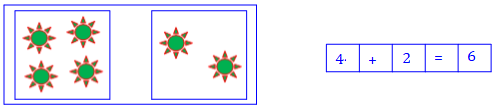 4. + 2 = 6